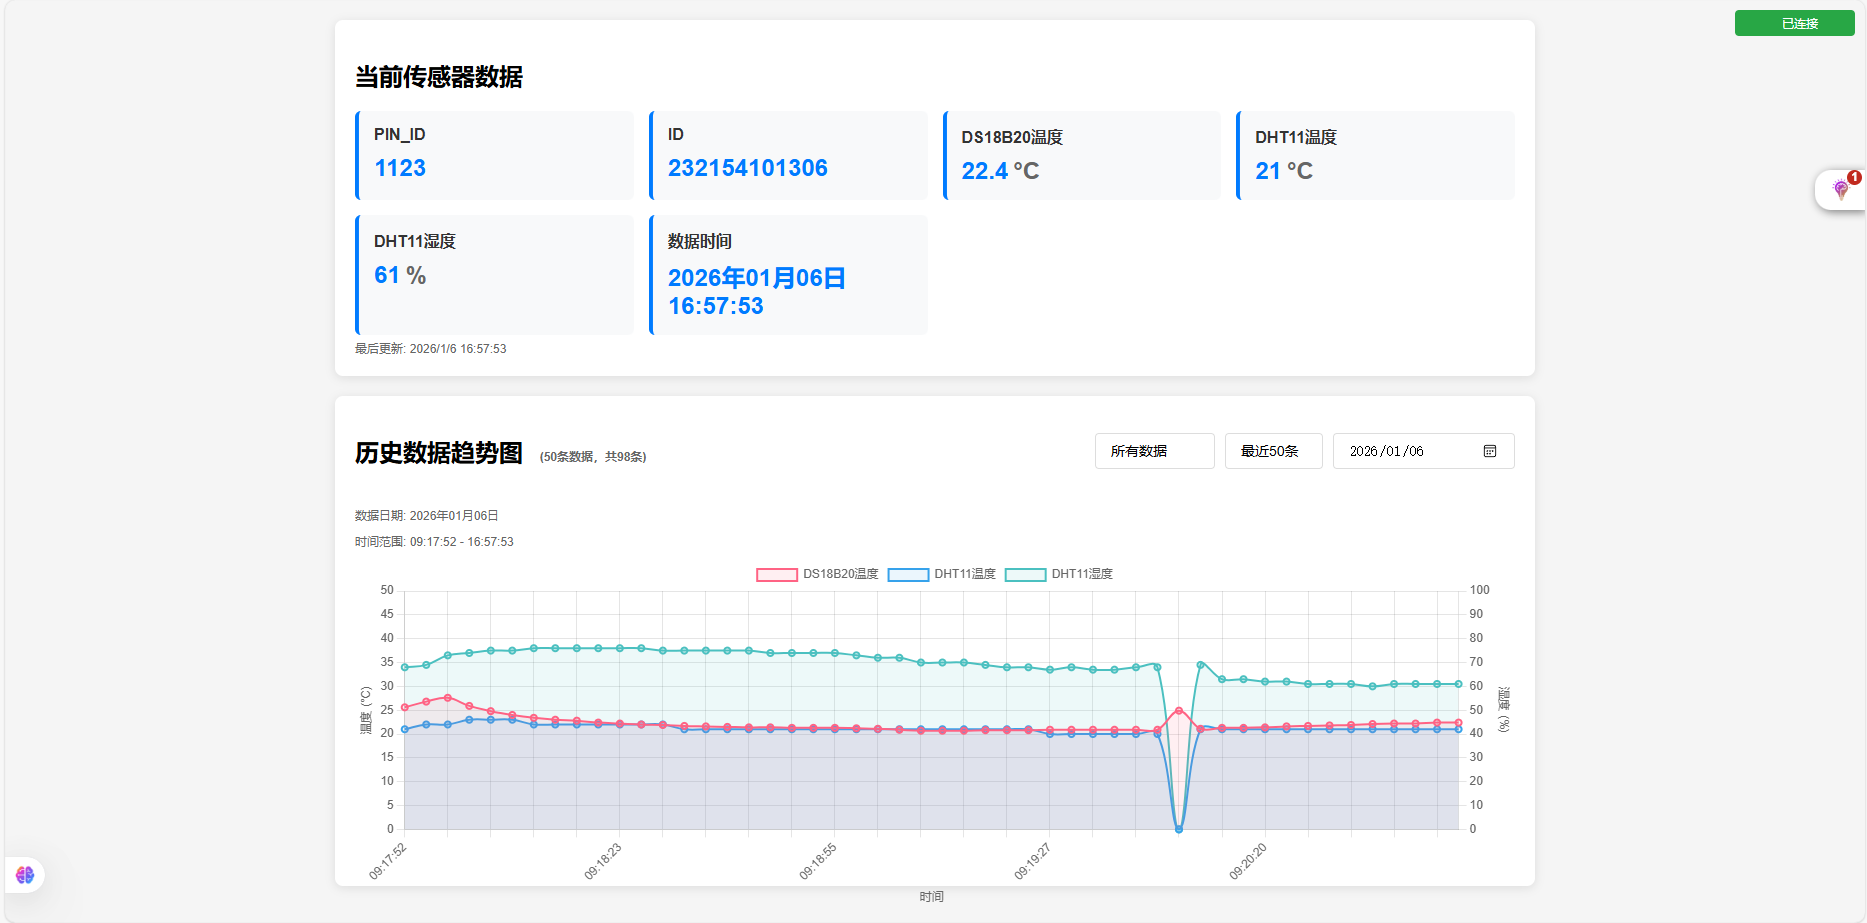 已连接
当前传感器数据
PIN_ID
1123
ID
232154101306
DS18B20温度
22.4 °C
DHT11温度
21 °C
1
DHT11湿度
61 %
数据时间
2026年01月06日
16:57:53
最后更新: 2026/1/6 16:57:53
历史数据趋势图 (50条数据，共98条)
所有数据
最近50条
2026/01/06
数据日期: 2026年01月06日
时间范围: 09:17:52 - 16:57:53
DS18B20温度 DHT11温度 DHT11湿度
温度 (°C)
50
45
40
35
30
25
20
15
10
5
0
100
90
80
70
60
50
40
30
20
10
0
湿度 (%)
09:17:52
09:18:23
09:18:55
09:19:27
09:20:20
时间